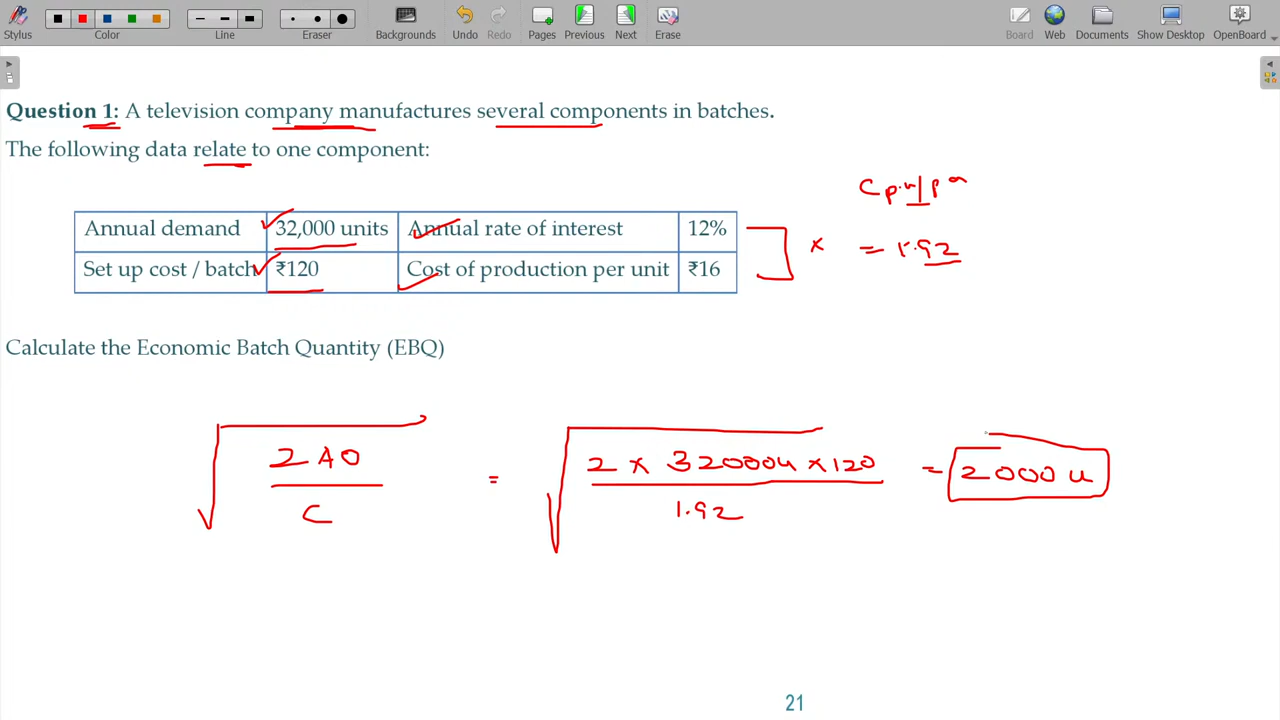 Stylus Color Line Eraser Backgrounds Undo Redo Pages Previous Next Erase Board Web Documents Show Desktop OpenBoard
Question 1: A television company manufactures several components in batches.
The following data relate to one component:
C p.u/pa
Annual demand 32,000 units Annual rate of interest 12%
× = 1.92
Set up cost / batch ₹120 Cost of production per unit ₹16
Calculate the Economic Batch Quantity (EBQ)
√ 2AO / C = √ 2 × 32000u × 120 / 1.92 = 2000 u
21